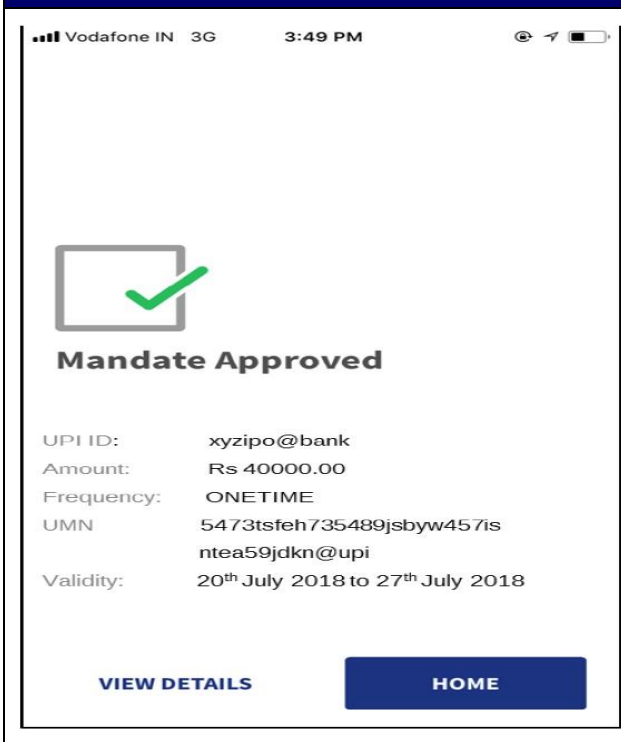 Vodafone IN 3G 3:49 PM
Mandate Approved
UPI ID: xyzipo@bank
Amount: Rs 40000.00
Frequency: ONETIME
UMN 5473tsfeh735489jsbyw457is
ntea59jdkn@upi
Validity: 20th July 2018 to 27th July 2018
VIEW DETAILS HOME